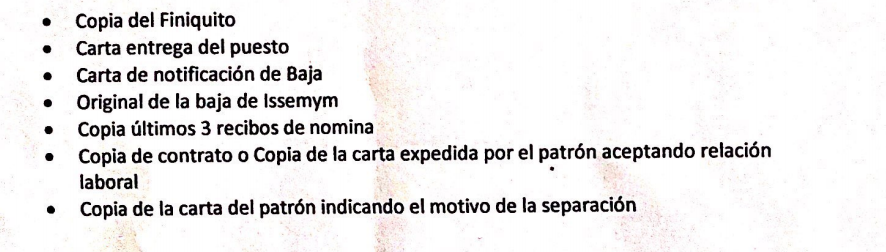 • Copia del Finiquito
• Carta entrega del puesto
• Carta de notificación de Baja
• Original de la baja de Issemym
• Copia últimos 3 recibos de nomina
• Copia de contrato o Copia de la carta expedida por el patrón aceptando relación
laboral
• Copia de la carta del patrón indicando el motivo de la separación